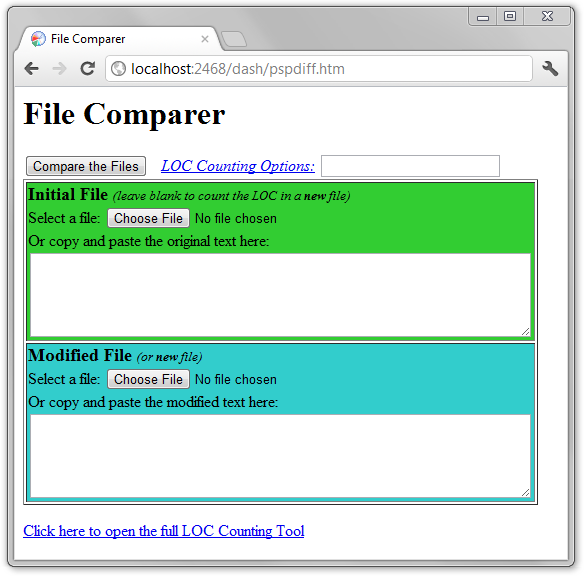 File Comparer
localhost:2468/dash/pspdiff.htm
File Comparer
Compare the Files LOC Counting Options:
Initial File (leave blank to count the LOC in a new file)
Select a file: Choose File No file chosen
Or copy and paste the original text here:
Modified File (or new file)
Select a file: Choose File No file chosen
Or copy and paste the modified text here:
Click here to open the full LOC Counting Tool